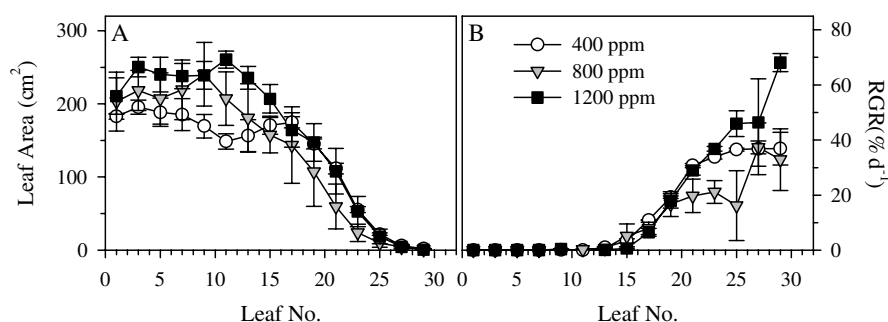 A
B
300
200
100
0
Leaf Area (cm²)
0 5 10 15 20 25 30
Leaf No.
400 ppm
800 ppm
1200 ppm
0 5 10 15 20 25 30
Leaf No.
80
60
40
20
0
RGR(% d⁻¹)